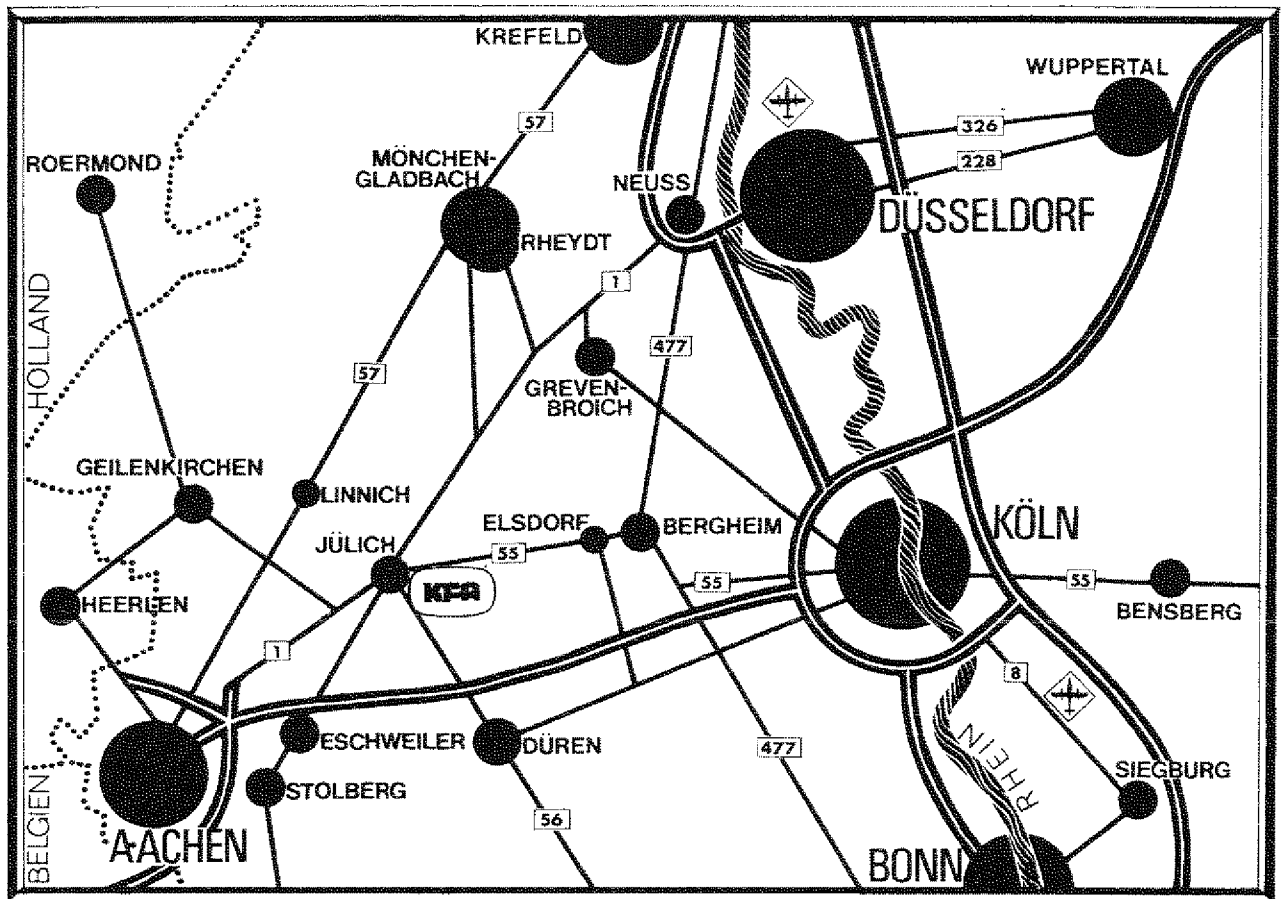 KREFELD
WUPPERTAL
57
326
ROERMOND
MÖNCHEN-
GLADBACH
228
NEUSS
DÜSSELDORF
RHEYDT
1
HOLLAND
477
57
GREVEN-
BROICH
GEILENKIRCHEN
LINNICH
ELSDORF
BERGHEIM
KÖLN
JÜLICH
55
KFA
55
55
HEERLEN
BENSBERG
1
8
ESCHWEILER
DÜREN
477
RHEIN
SIEGBURG
STOLBERG
56
BELGIEN
AACHEN
BONN